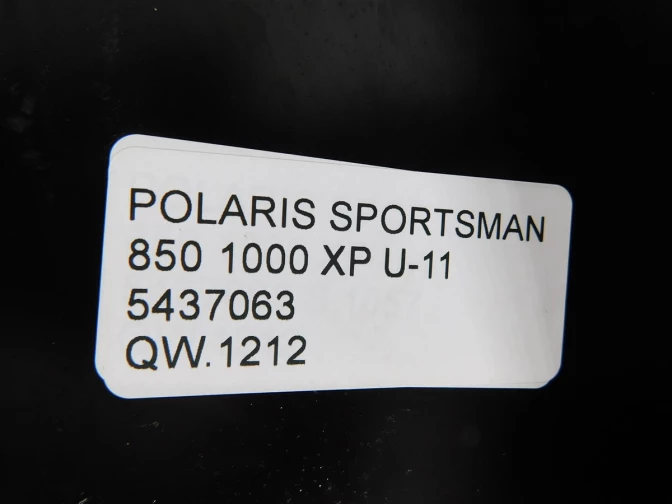 POLARIS SPORTSMAN
850 1000 XP U-11
5437063
QW.1212